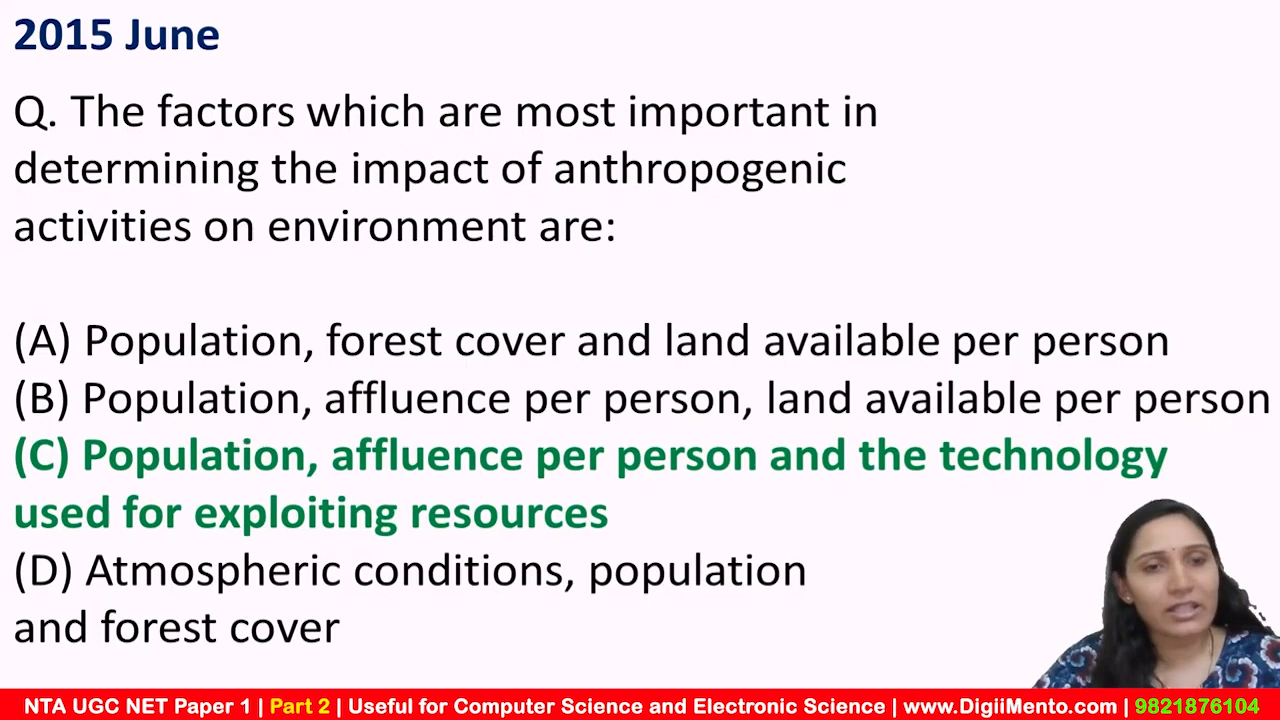 2015 June
Q. The factors which are most important in
determining the impact of anthropogenic
activities on environment are:
(A) Population, forest cover and land available per person
(B) Population, affluence per person, land available per person
(C) Population, affluence per person and the technology
used for exploiting resources
(D) Atmospheric conditions, population
and forest cover
NTA UGC NET Paper 1 | Part 2 | Useful for Computer Science and Electronic Science | www.DigiiMento.com | 9821876104